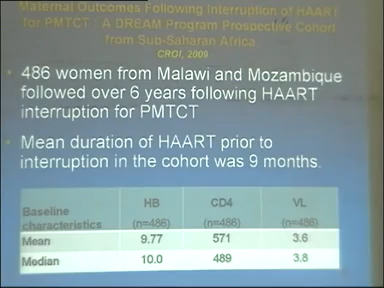 Maternal Outcomes Following Interruption of HAART
for PMTCT : A DREAM Program Prospective Cohort
from Sub-Saharan Africa
CROI, 2009
• 486 women from Malawi and Mozambique
followed over 6 years following HAART
interruption for PMTCT
• Mean duration of HAART prior to
interruption in the cohort was 9 months.
Baseline characteristics HB (n=486) CD4 (n=486) VL (n=486)
Mean 9.77 571 3.6
Median 10.0 489 3.8